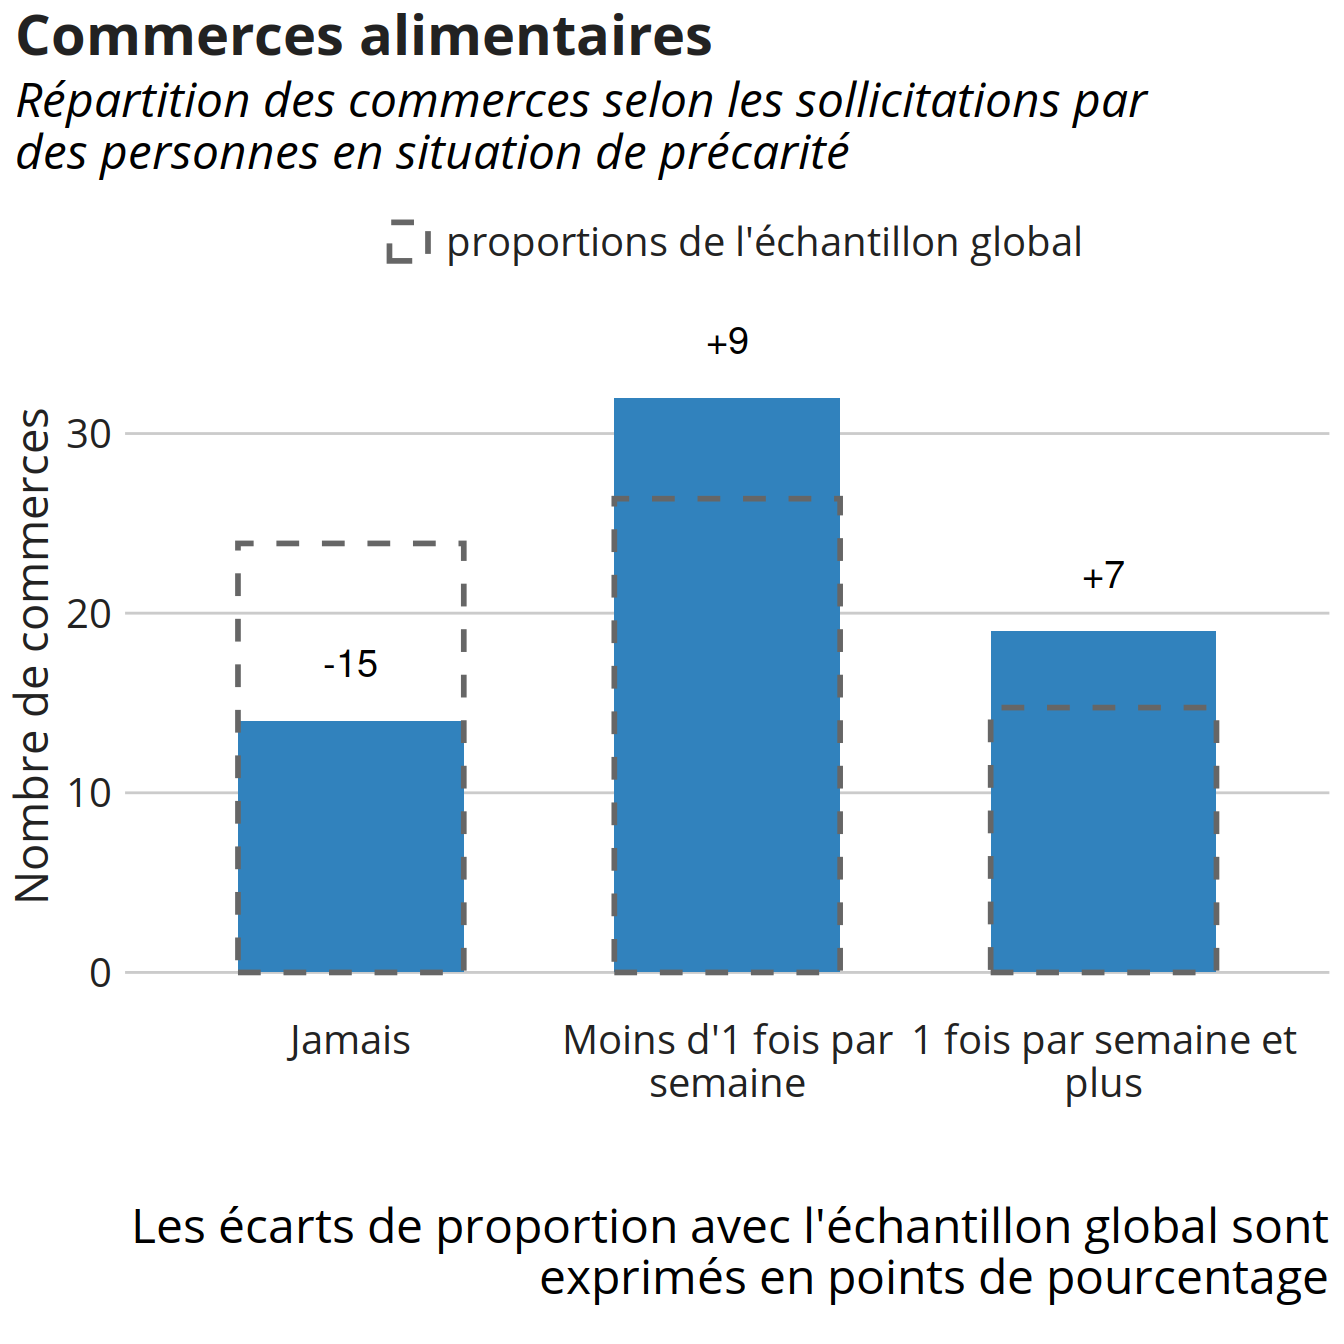 Commerces alimentaires
Répartition des commerces selon les sollicitations par
des personnes en situation de précarité
proportions de l'échantillon global
Nombre de commerces
30
20
10
0
-15
+9
+7
Jamais
Moins d'1 fois par
semaine
1 fois par semaine et
plus
Les écarts de proportion avec l'échantillon global sont
exprimés en points de pourcentage